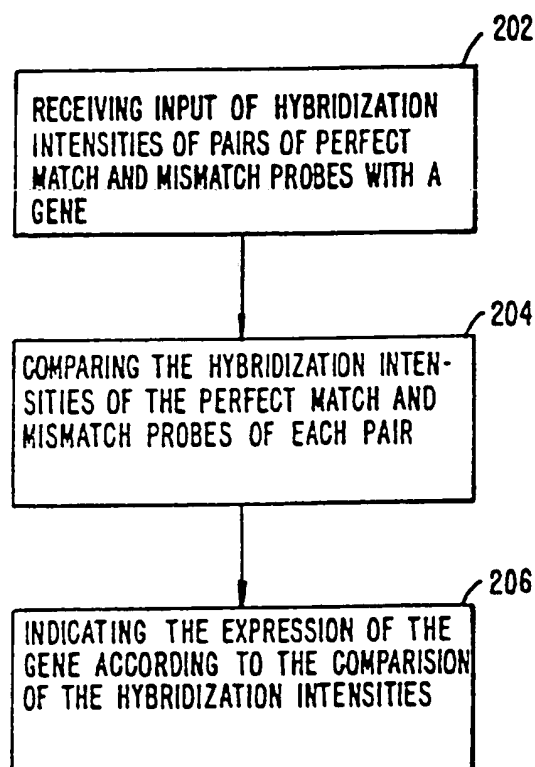 202
RECEIVING INPUT OF HYBRIDIZATION
INTENSITIES OF PAIRS OF PERFECT
MATCH AND MISMATCH PROBES WITH A
GENE
204
COMPARING THE HYBRIDIZATION INTEN-
SITIES OF THE PERFECT MATCH AND
MISMATCH PROBES OF EACH PAIR
206
INDICATING THE EXPRESSION OF THE
GENE ACCORDING TO THE COMPARISION
OF THE HYBRIDIZATION INTENSITIES